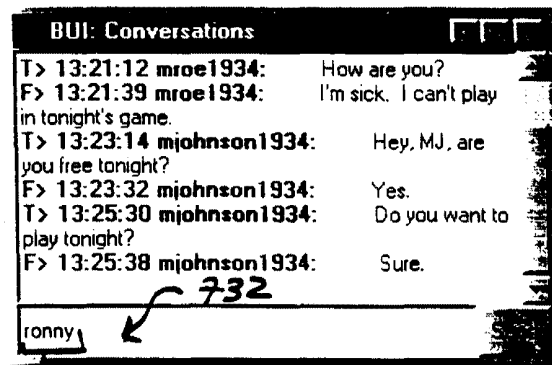 BUI: Conversations
T> 13:21:12 mroe1934: How are you?
F> 13:21:39 mroe1934: I'm sick. I can't play
in tonight's game.
T> 13:23:14 mjohnson1934: Hey, MJ, are
you free tonight?
F> 13:23:32 mjohnson1934: Yes.
T> 13:25:30 mjohnson1934: Do you want to
play tonight?
F> 13:25:38 mjohnson1934: Sure.
732
ronny